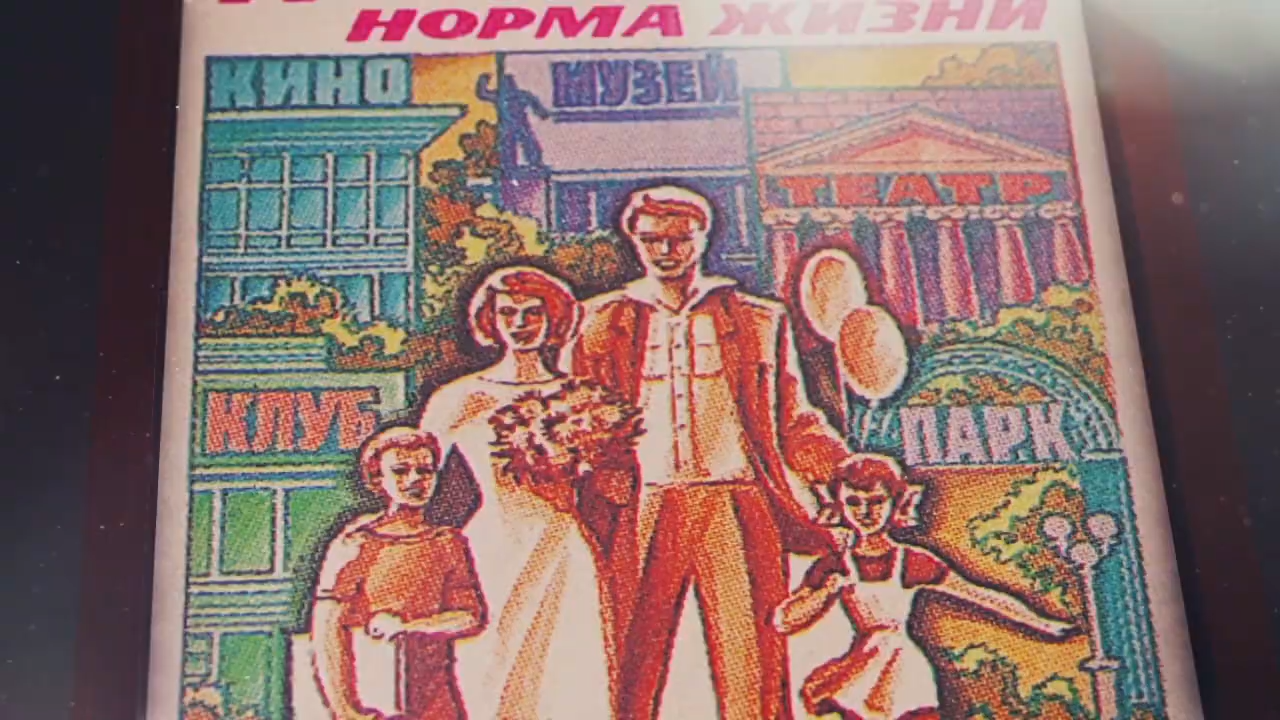 НОРМА ЖИЗНИ
КИНО
МУЗЕЙ
ТЕАТР
КЛУБ
ПАРК